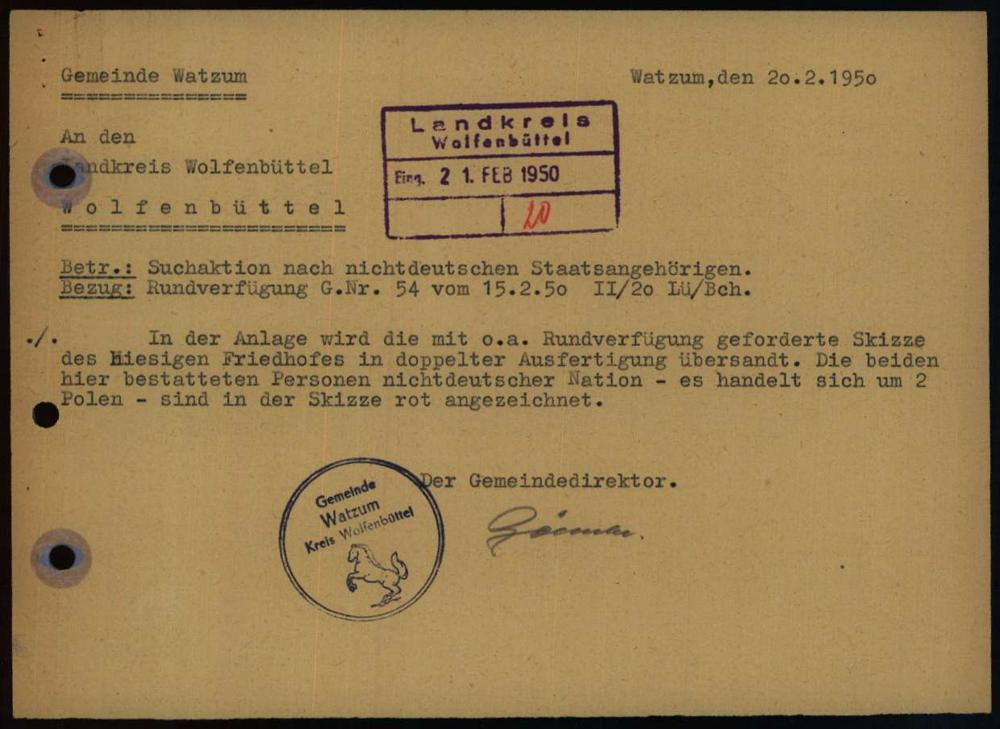 Gemeinde Watzum
Watzum,den 2o.2.195o
An den
Landkreis Wolfenbüttel
W o l f e n b ü t t e l
Landkreis
Wolfenbüttel
Eing. 2 1. FEB 1950
20
Betr.: Suchaktion nach nichtdeutschen Staatsangehörigen.
Bezug: Rundverfügung G.Nr. 54 vom 15.2.5o II/2o Lü/Bch.
./. In der Anlage wird die mit o.a. Rundverfügung geforderte Skizze
des hiesigen Friedhofes in doppelter Ausfertigung übersandt. Die beiden
hier bestatteten Personen nichtdeutscher Nation - es handelt sich um 2
Polen - sind in der Skizze rot angezeichnet.
Der Gemeindedirektor.
Gemeinde
Watzum
Kreis Wolfenbüttel